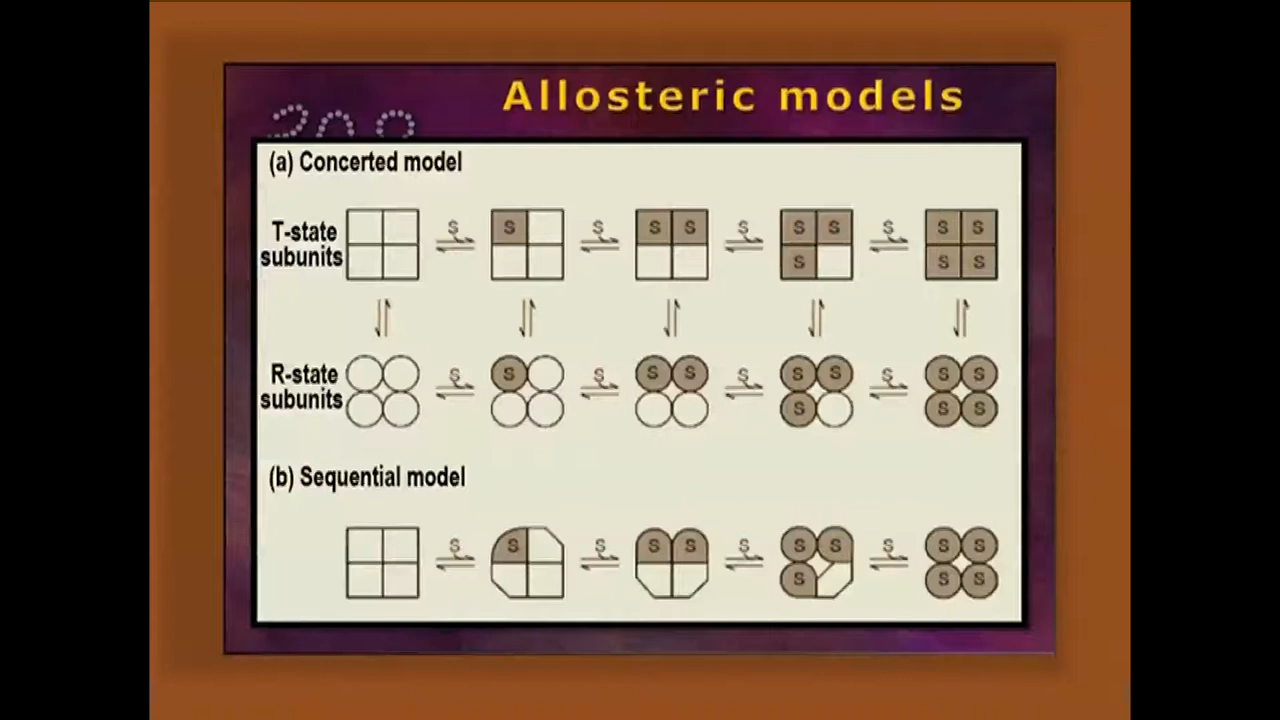 Allosteric models
(a) Concerted model
T-state
subunits
S S S S
S S S S S S S S
S S S
R-state
subunits
S S S S
S S S S S S S S
S S S
(b) Sequential model
S S S S
S S S S S S S
S S S